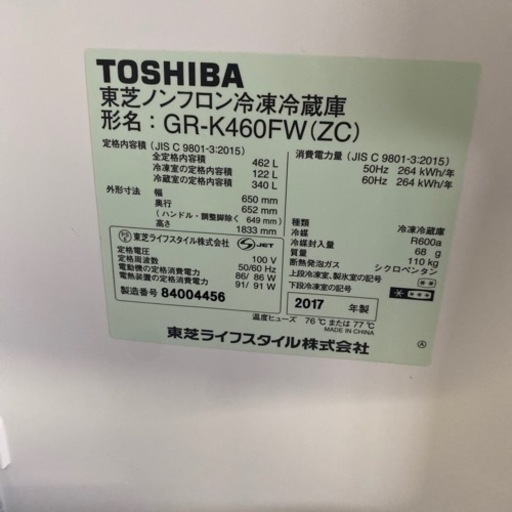 TOSHIBA
東芝ノンフロン冷凍冷蔵庫
形名：GR-K460FW(ZC)
定格内容積（JIS C 9801-3:2015）
全定格内容積 462 L
冷凍室の定格内容積 122 L
冷蔵室の定格内容積 340 L
外形寸法 幅 650 mm
奥行 652 mm
（ハンドル・調整脚除く 649 mm）
高さ 1833 mm
東芝ライフスタイル株式会社 JET
定格電圧 100 V
定格周波数 50/60 Hz
電動機の定格消費電力 86/ 86 W
電熱装置の定格消費電力 91/ 91 W
製造番号 84004456
消費電力量（JIS C 9801-3:2015）
50Hz 264 kWh/年
60Hz 264 kWh/年
種類 冷凍冷蔵庫
冷媒 R600a
冷媒封入量 68 g
質量 110 kg
断熱発泡ガス シクロペンタン
上段冷凍室、製氷室の記号
下段冷凍室の記号
2017 年製
温度ヒューズ 76℃ または 77℃
MADE IN CHINA
東芝ライフスタイル株式会社
Ⓐ